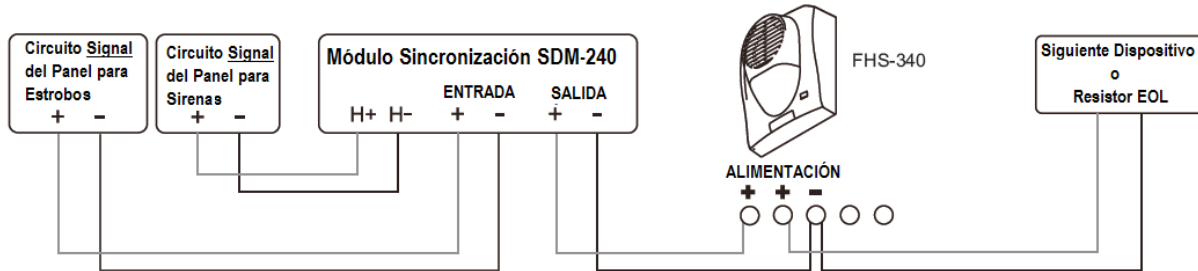 Circuito Signal
del Panel para
Estrobos
+ -
Circuito Signal
del Panel para
Sirenas
+ -
Módulo Sincronización SDM-240
ENTRADA SALIDA
H+ H- + - + -
FHS-340
ALIMENTACIÓN
+ + -
Siguiente Dispositivo
o
Resistor EOL